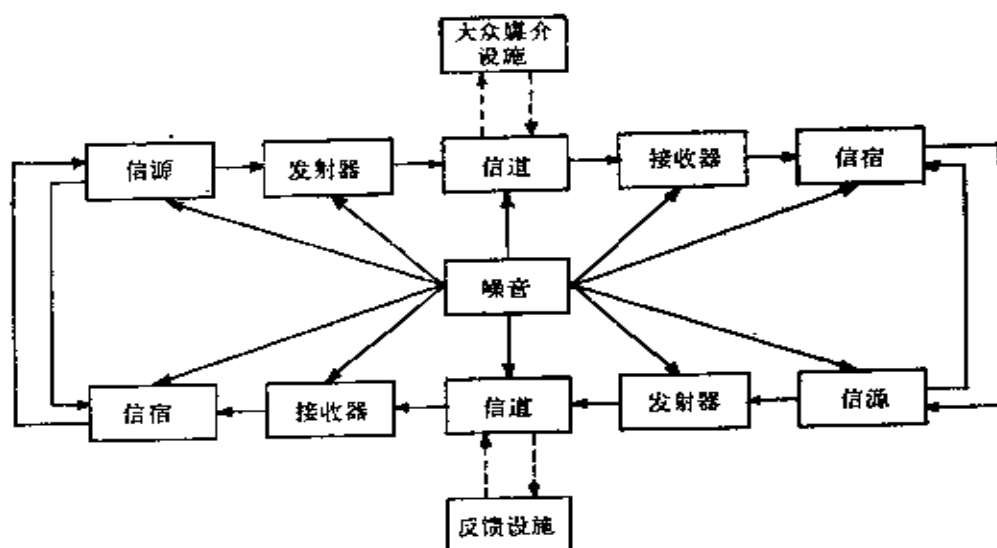 大众媒介
设施
信源
发射器
信道
接收器
信宿
噪音
信宿
接收器
信道
发射器
信源
反馈设施